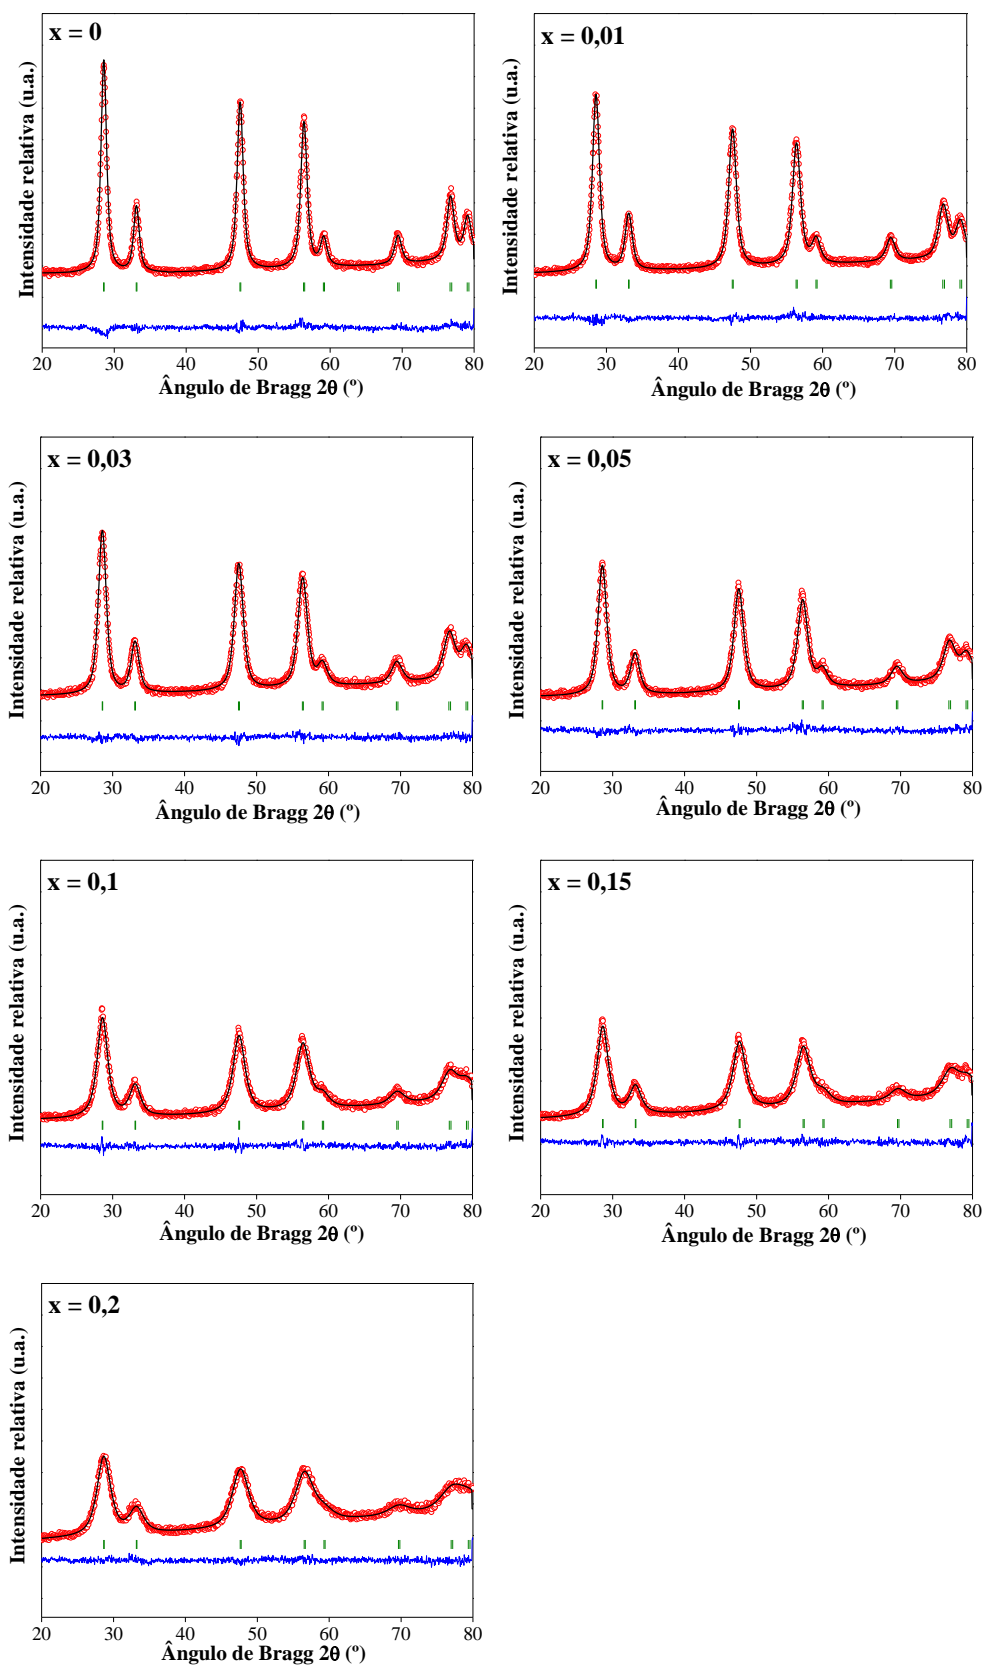 x = 0
Intensidade relativa (u.a.)
20 30 40 50 60 70 80
Ângulo de Bragg 2θ (º)
x = 0,01
Intensidade relativa (u.a.)
20 30 40 50 60 70 80
Ângulo de Bragg 2θ (º)
x = 0,03
Intensidade relativa (u.a.)
20 30 40 50 60 70 80
Ângulo de Bragg 2θ (º)
x = 0,05
Intensidade relativa (u.a.)
20 30 40 50 60 70 80
Ângulo de Bragg 2θ (º)
x = 0,1
Intensidade relativa (u.a.)
20 30 40 50 60 70 80
Ângulo de Bragg 2θ (º)
x = 0,15
Intensidade relativa (u.a.)
20 30 40 50 60 70 80
Ângulo de Bragg 2θ (º)
x = 0,2
Intensidade relativa (u.a.)
20 30 40 50 60 70 80
Ângulo de Bragg 2θ (º)